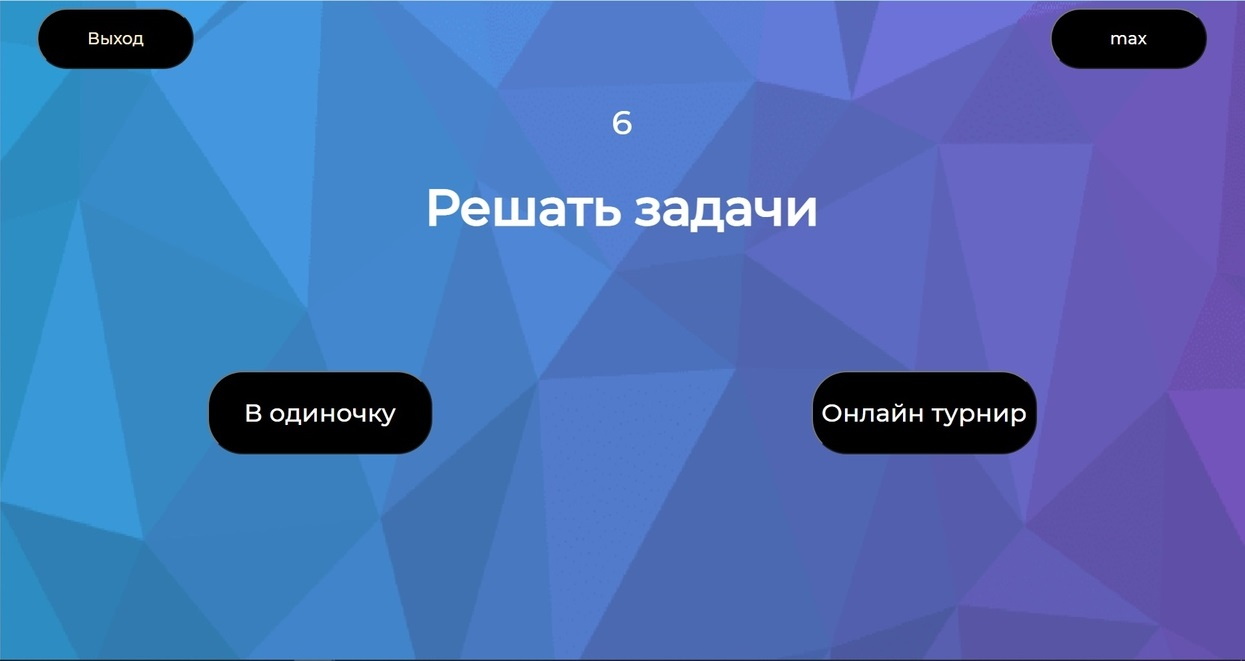 Выход
max
6
Решать задачи
В одиночку
Онлайн турнир